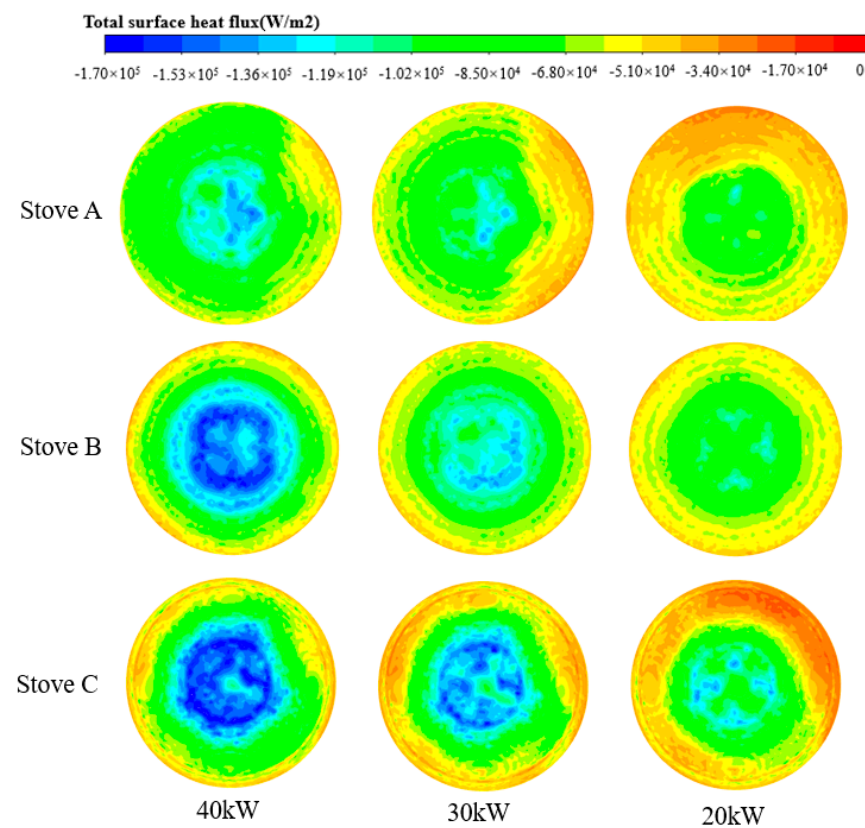 Total surface heat flux(W/m2)
-1.70×10⁵ -1.53×10⁵ -1.36×10⁵ -1.19×10⁵ -1.02×10⁵ -8.50×10⁴ -6.80×10⁴ -5.10×10⁴ -3.40×10⁴ -1.70×10⁴ 0
Stove A
Stove B
Stove C
40kW 30kW 20kW